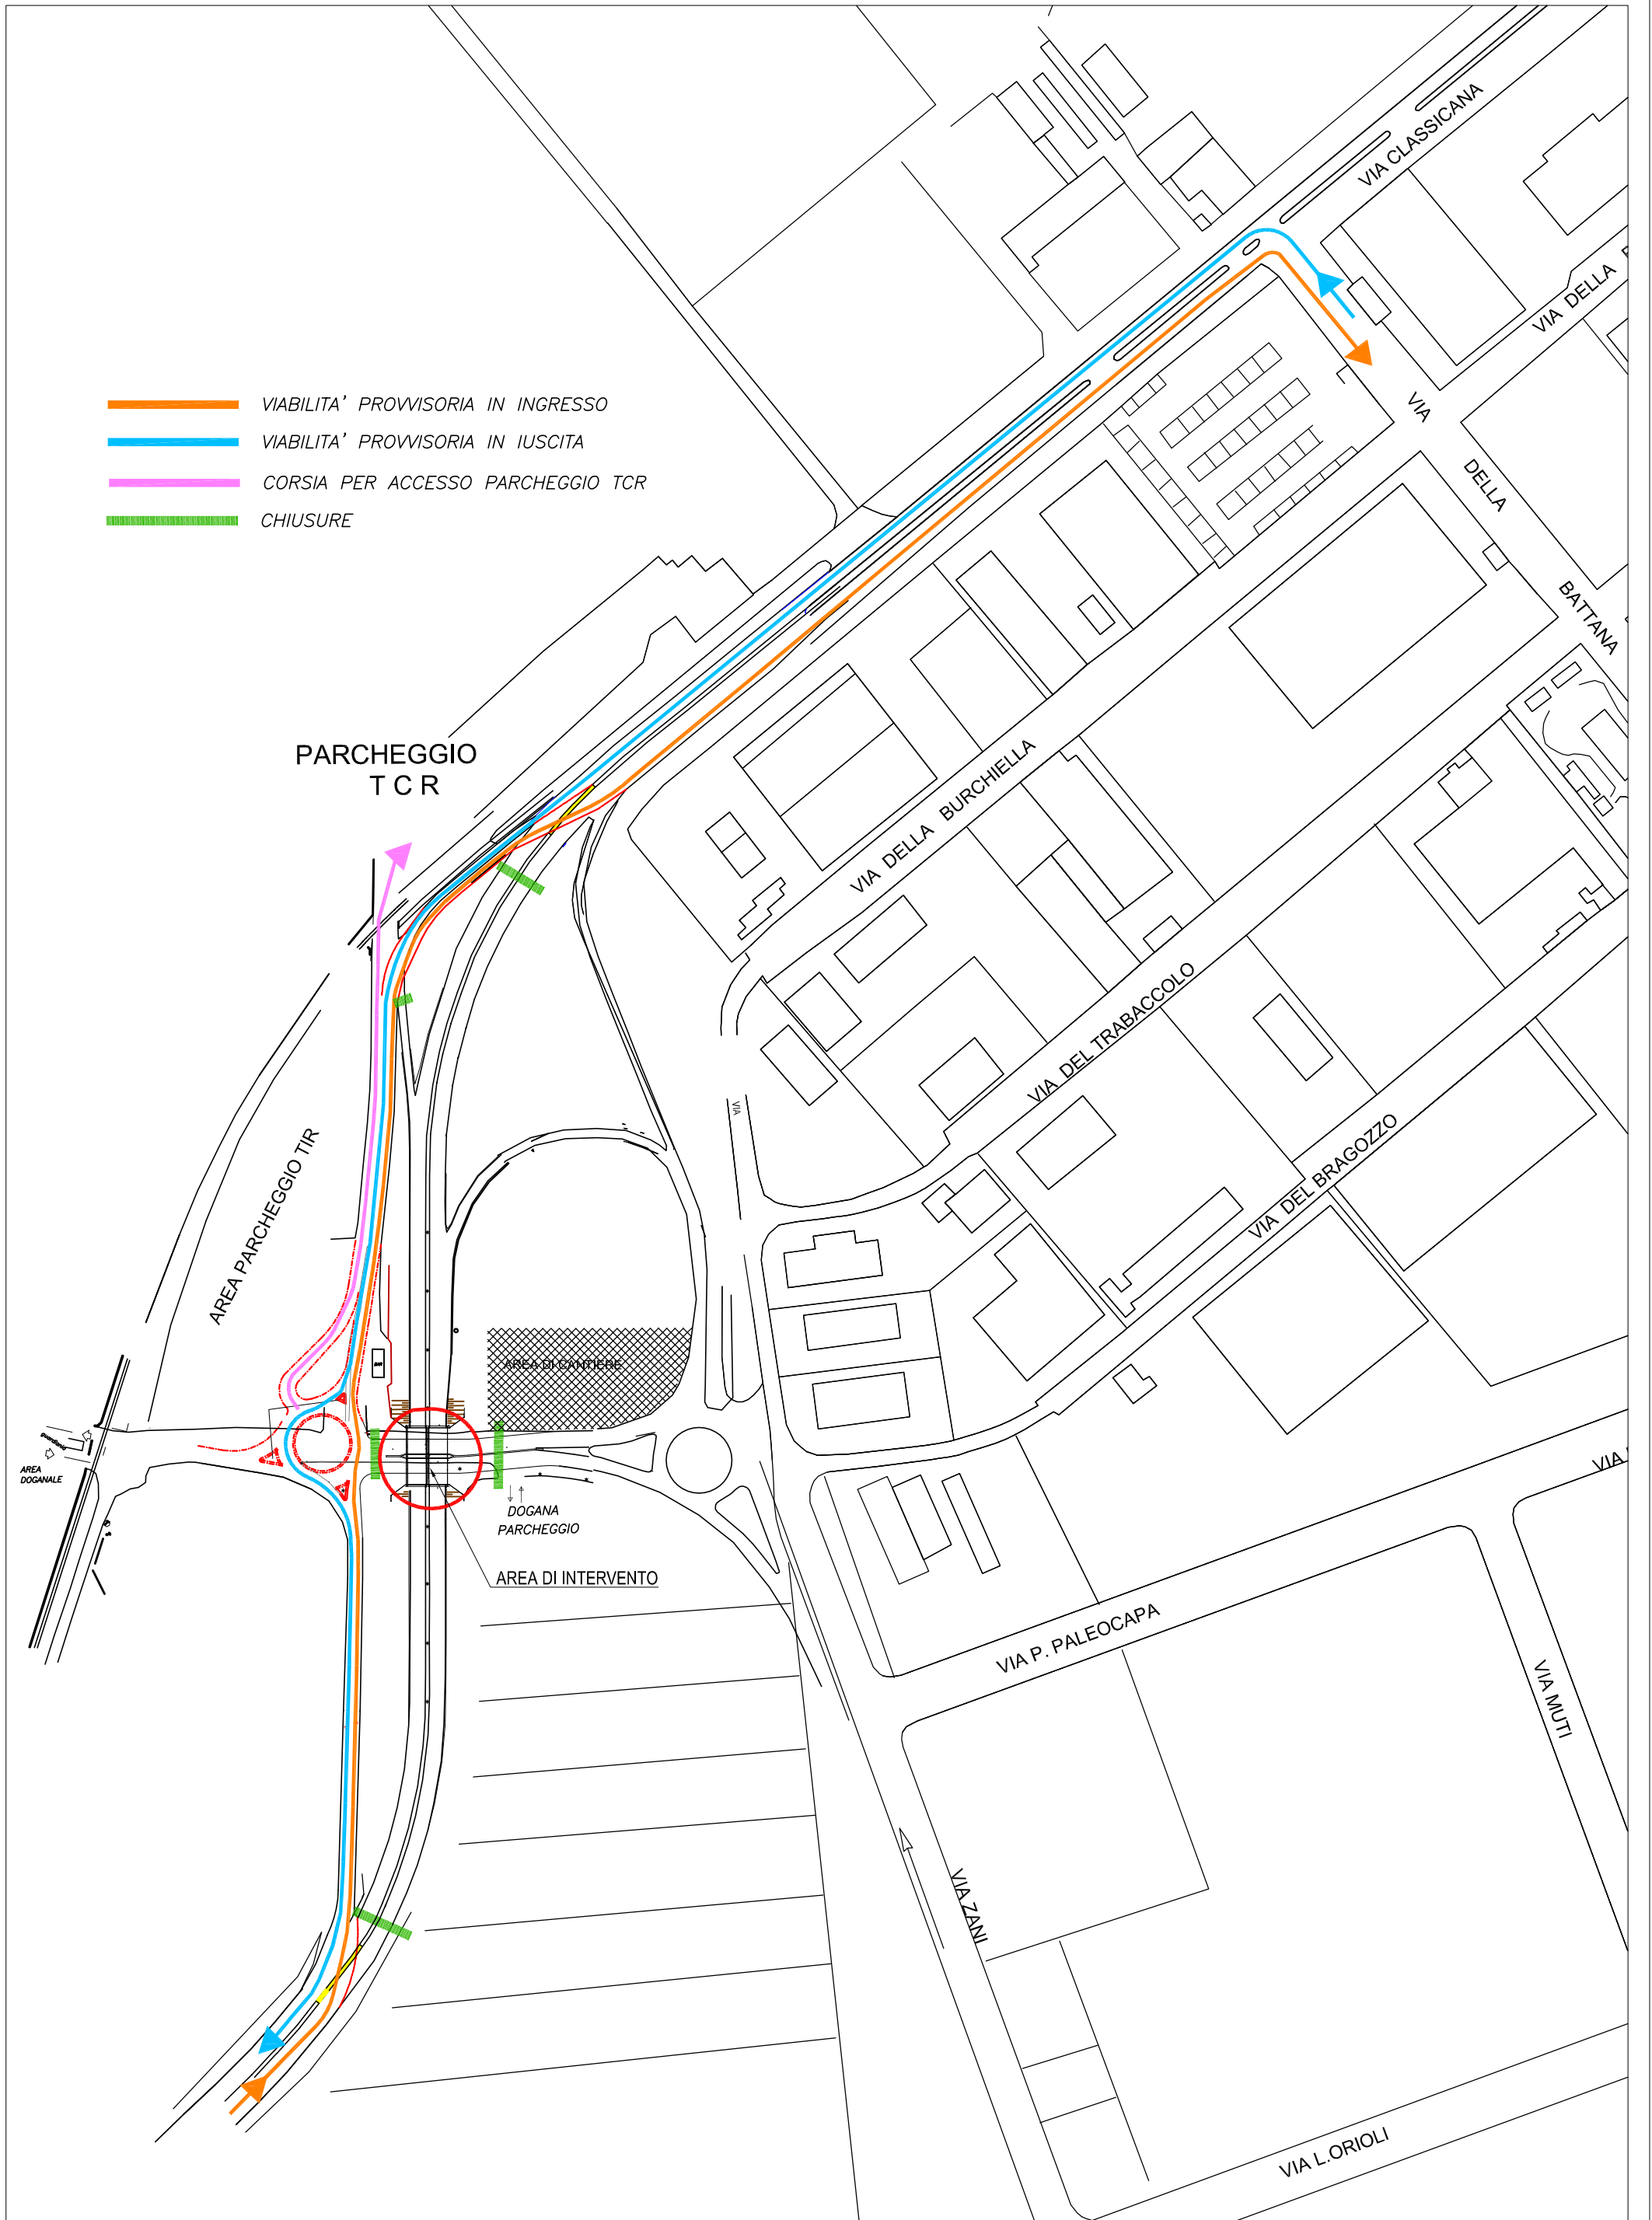 VIA CLASSICANA
VIA DELLA
VIABILITA' PROVVISORIA IN INGRESSO
VIABILITA' PROVVISORIA IN IUSCITA
CORSIA PER ACCESSO PARCHEGGIO TCR
CHIUSURE
VIA
DELLA
BATTANA
PARCHEGGIO
T C R
VIA DELLA BURCHIELLA
VIA DEL TRABACCOLO
VIA
VIA DEL BRAGOZZO
AREA PARCHEGGIO TIR
BAR
AREA DI CANTIERE
AREA
DOGANALE
DOGANA
PARCHEGGIO
AREA DI INTERVENTO
VIA
VIA P. PALEOCAPA
VIA MUTI
VIA ZANI
VIA L.ORIOLI